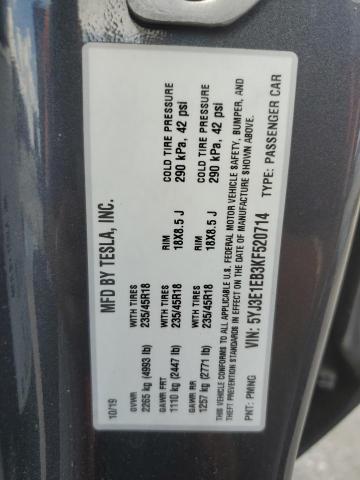 MFD BY TESLA, INC.
10/19
GVWR
2265 kg (4993 lb)
WITH TIRES
235/45R18
GAWR FRT
1110 kg (2447 lb)
WITH TIRES
235/45R18
RIM
18X8.5 J
COLD TIRE PRESSURE
290 kPa, 42 psi
GAWR RR
1257 kg (2771 lb)
WITH TIRES
235/45R18
RIM
18X8.5 J
COLD TIRE PRESSURE
290 kPa, 42 psi
THIS VEHICLE CONFORMS TO ALL APPLICABLE U.S. FEDERAL MOTOR VEHICLE SAFETY, BUMPER, AND
THEFT PREVENTION STANDARDS IN EFFECT ON THE DATE OF MANUFACTURE SHOWN ABOVE.
VIN: 5YJ3E1EB3KF520714
TYPE: PASSENGER CAR
PNT: PMNG